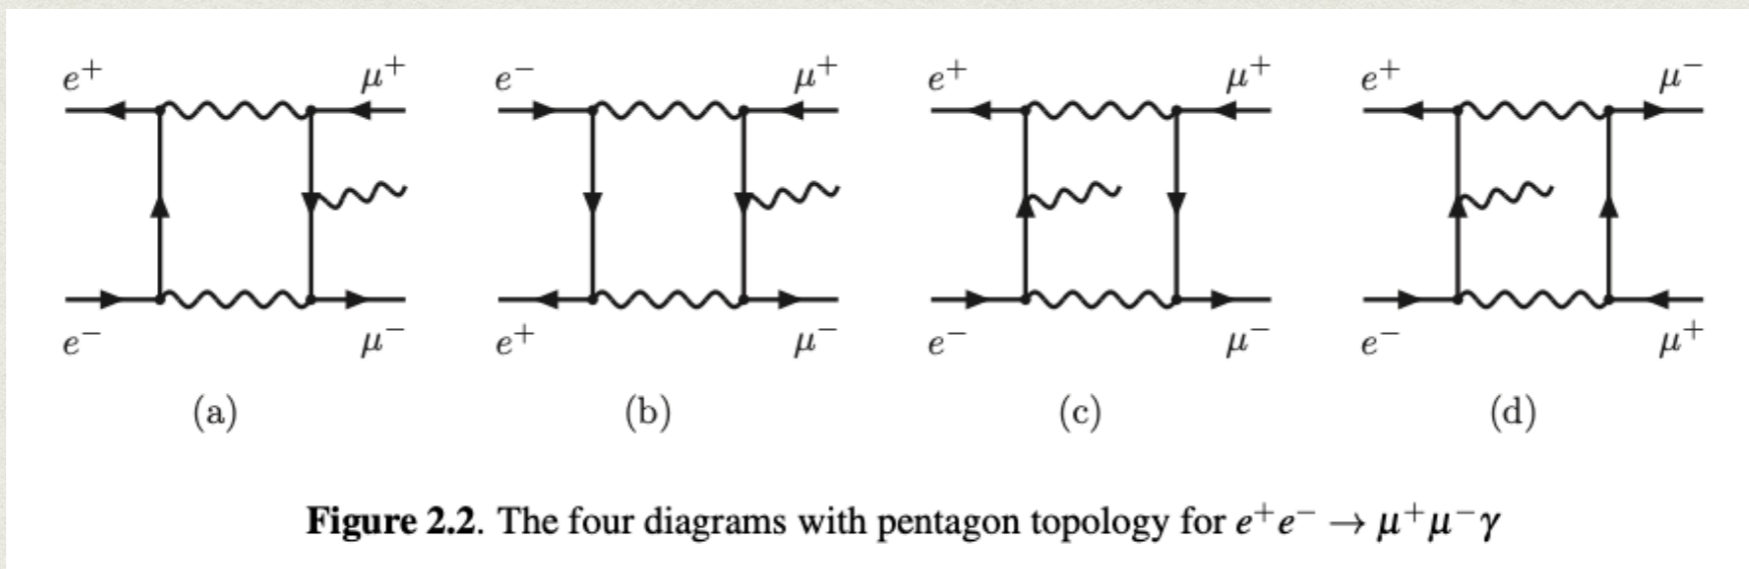 e⁺ μ⁺ e⁻ μ⁺ e⁺ μ⁺ e⁺ μ⁻
e⁻ μ⁻ e⁺ μ⁻ e⁻ μ⁻ e⁻ μ⁺
(a) (b) (c) (d)
Figure 2.2. The four diagrams with pentagon topology for e⁺e⁻ → μ⁺μ⁻γ